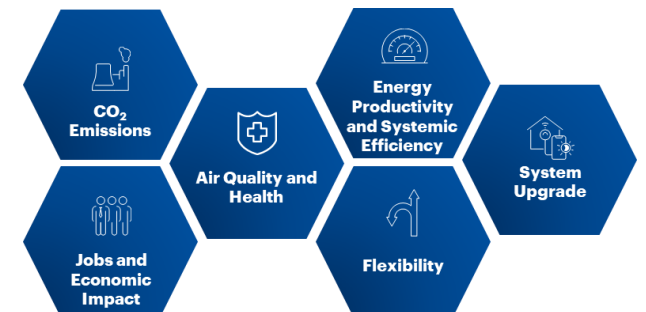 CO₂
Emissions
Jobs and
Economic
Impact
Air Quality and
Health
Energy
Productivity
and Systemic
Efficiency
Flexibility
System
Upgrade